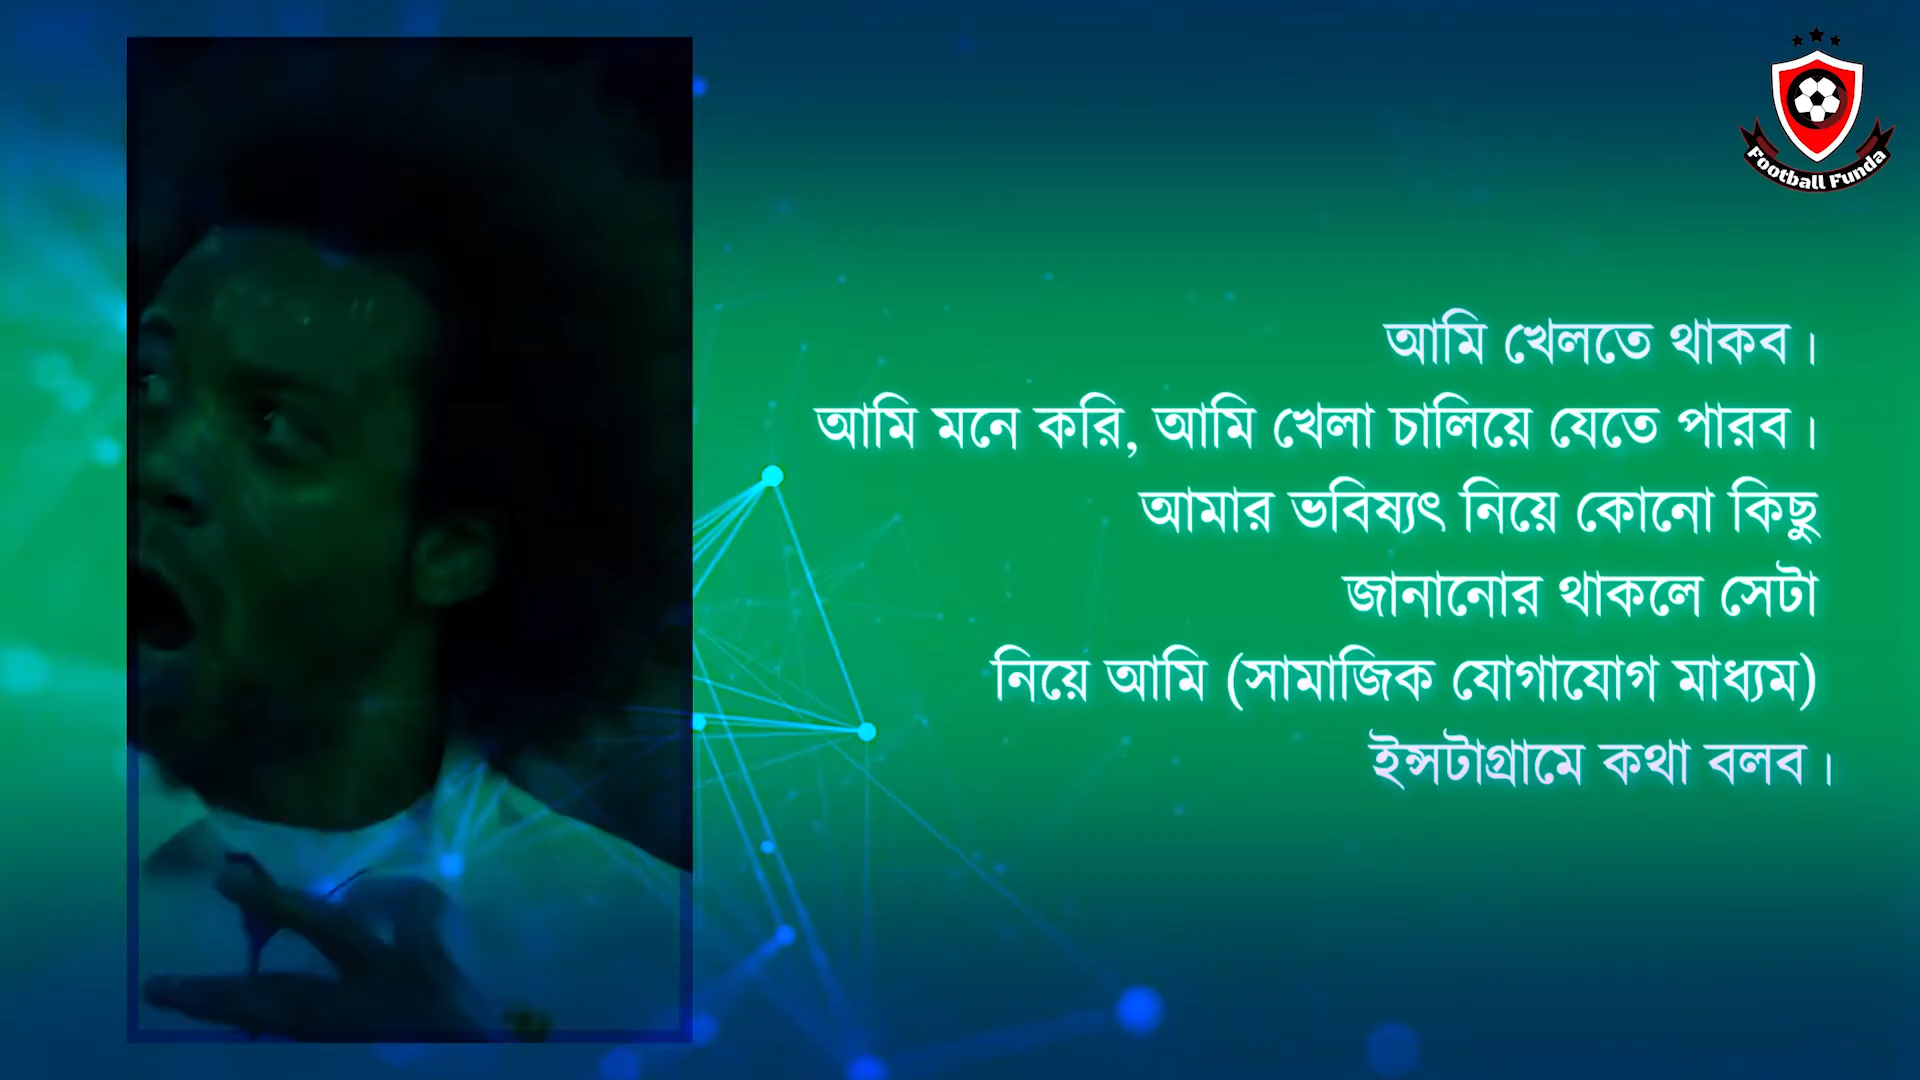 Football Funda
আমি খেলতে থাকব।
আমি মনে করি, আমি খেলা চালিয়ে যেতে পারব।
আমার ভবিষ্যৎ নিয়ে কোনো কিছু
জানানোর থাকলে সেটা
নিয়ে আমি (সামাজিক যোগাযোগ মাধ্যম)
ইন্সটাগ্রামে কথা বলব।